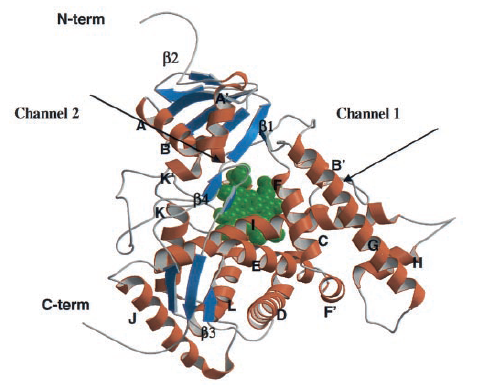 N-term
β2
Channel 2
A'
Channel 1
A
β1
B
B'
K'
F
β4
K
I
C
G
E
H
C-term
J
L
D
F'
β3